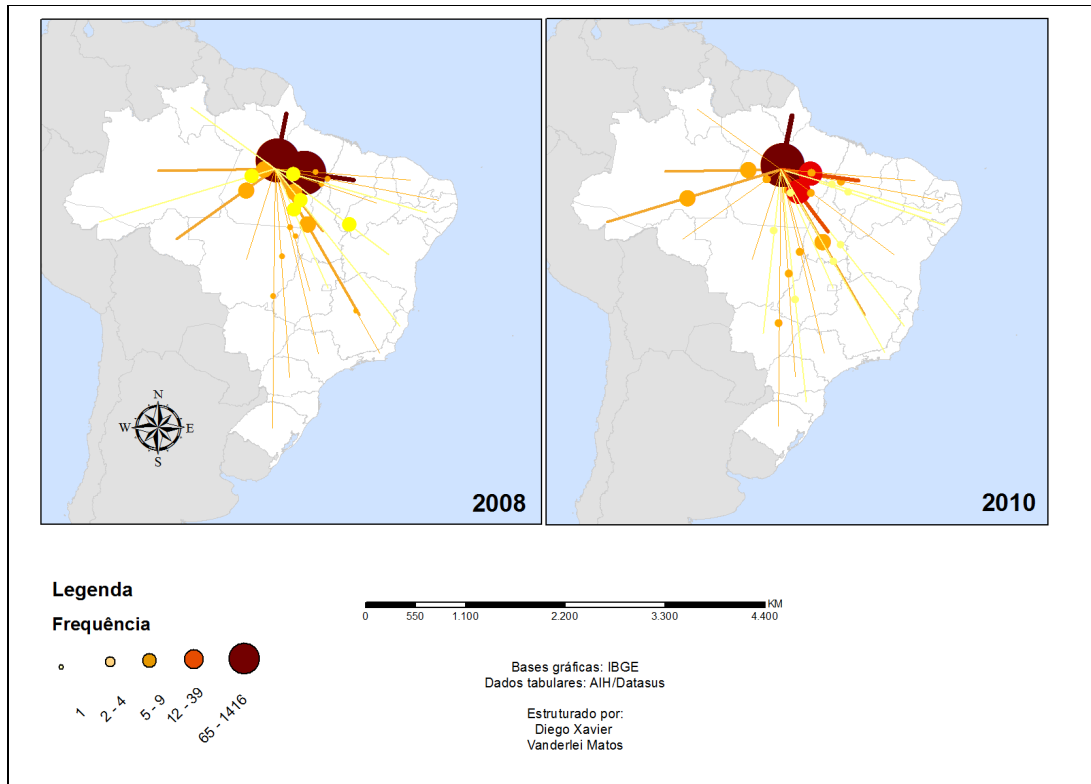 N
W E
S
2008
2010
Legenda
Frequência
1
2 - 4
5 - 9
12 - 39
65 - 1416
KM
0 550 1.100 2.200 3.300 4.400
Bases gráficas: IBGE
Dados tabulares: AIH/Datasus
Estruturado por:
Diego Xavier
Vanderlei Matos